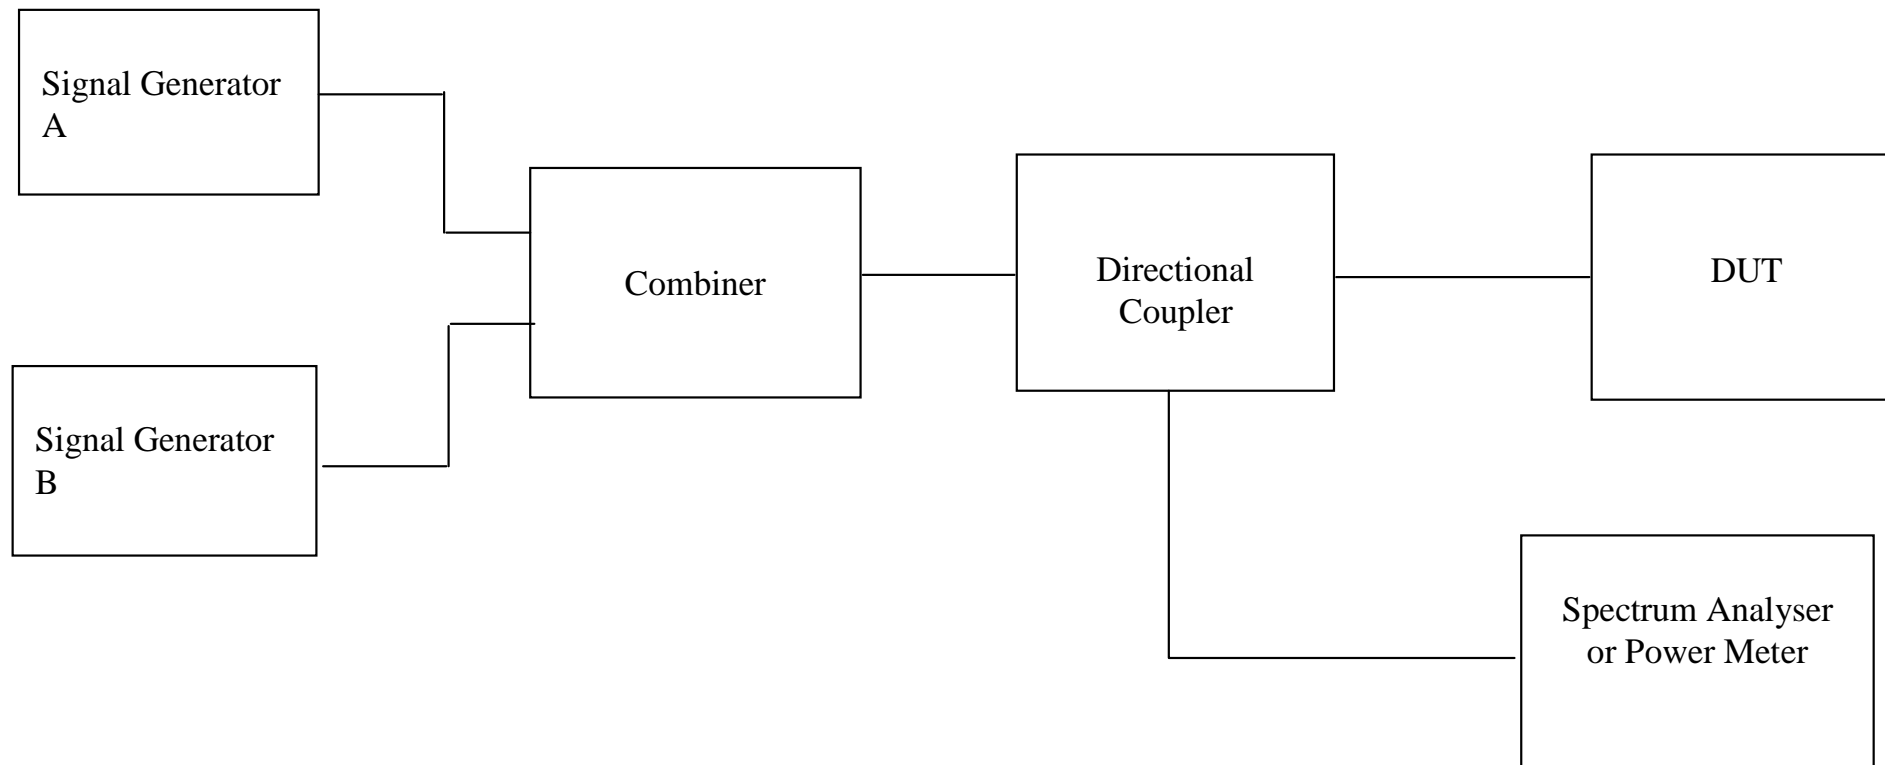 Signal Generator
A
Combiner
Directional
Coupler
DUT
Signal Generator
B
Spectrum Analyser
or Power Meter